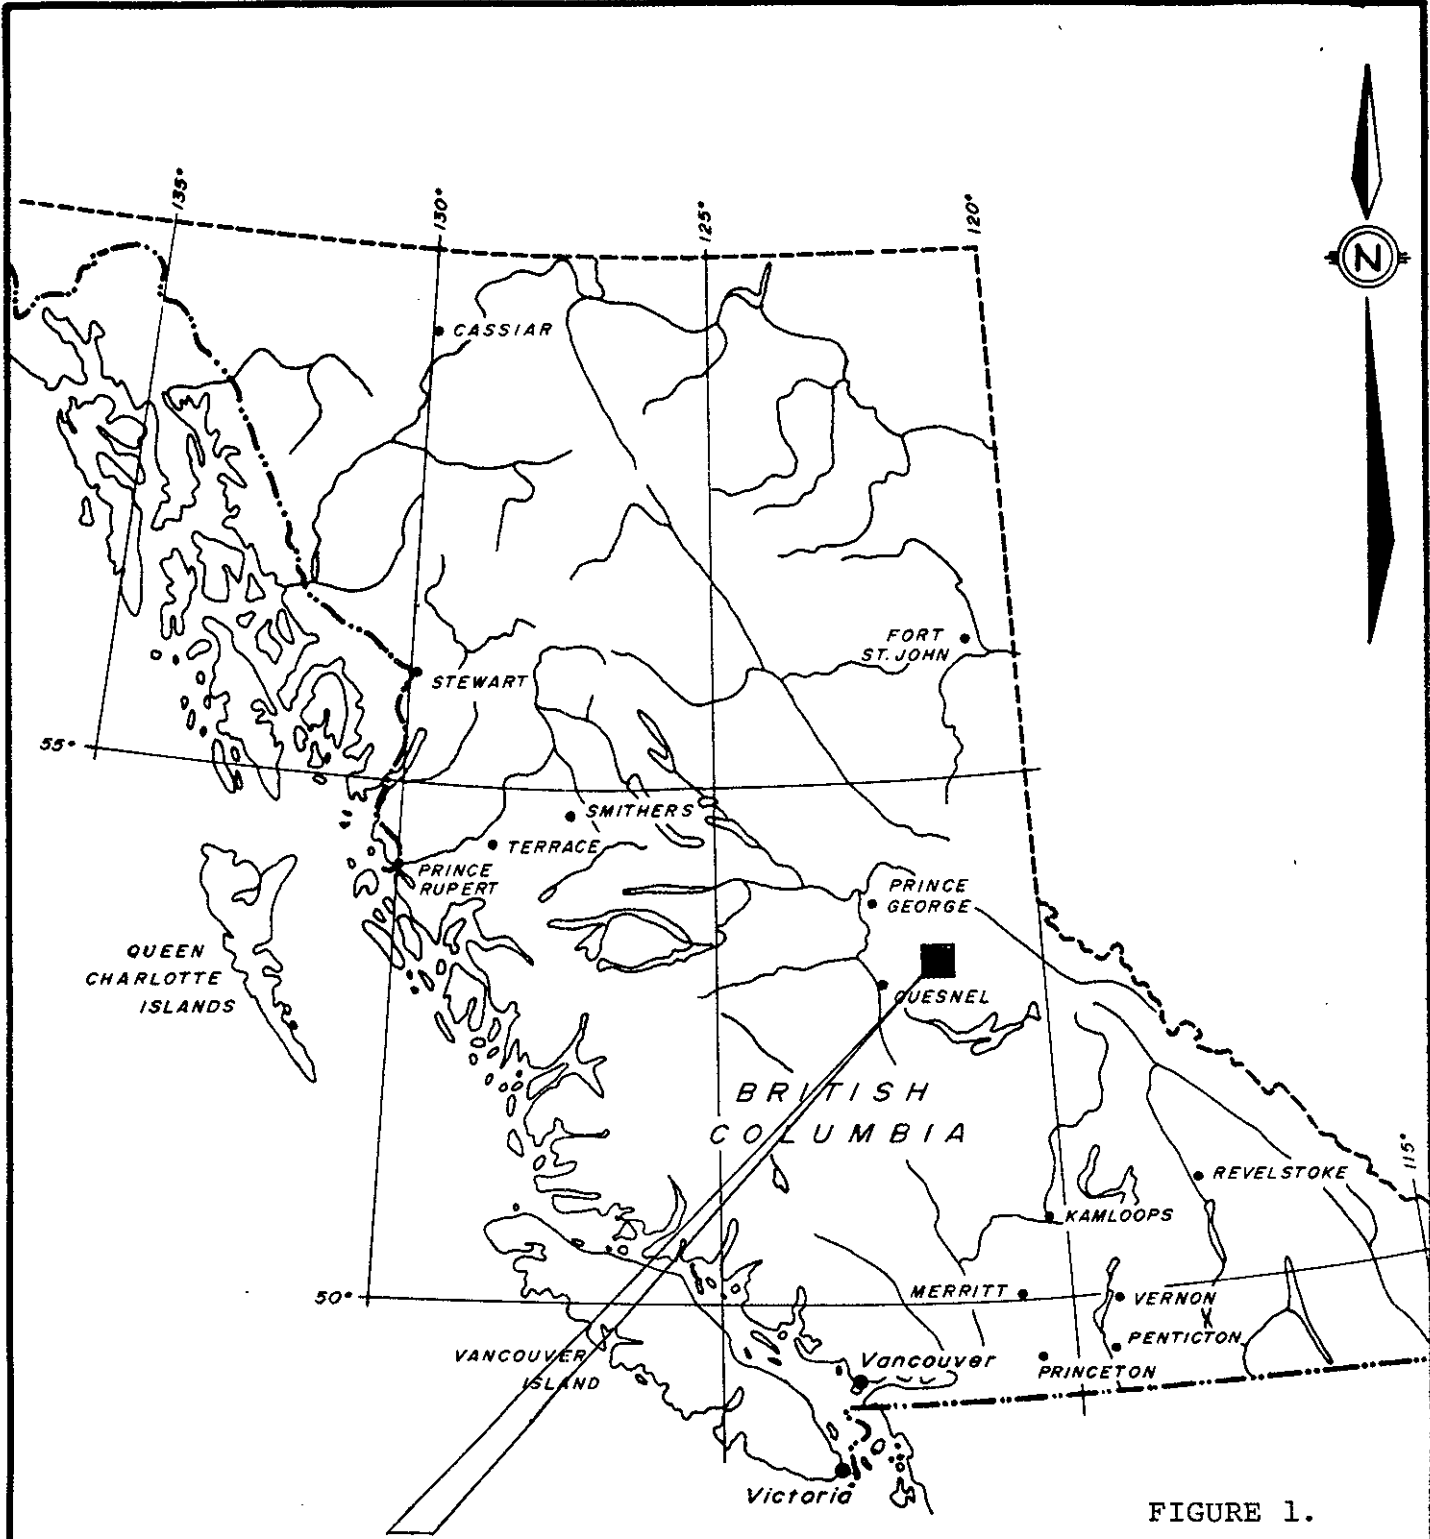 135°
130°
125°
120°
N
CASSIAR
FORT
ST. JOHN
STEWART
55°
SMITHERS
TERRACE
PRINCE
RUPERT
PRINCE
GEORGE
QUEEN
CHARLOTTE
ISLANDS
QUESNEL
BRITISH
COLUMBIA
115°
REVELSTOKE
KAMLOOPS
50°
MERRITT
VERNON
PENTICTON
VANCOUVER
ISLAND
Vancouver
PRINCETON
Victoria
FIGURE 1.